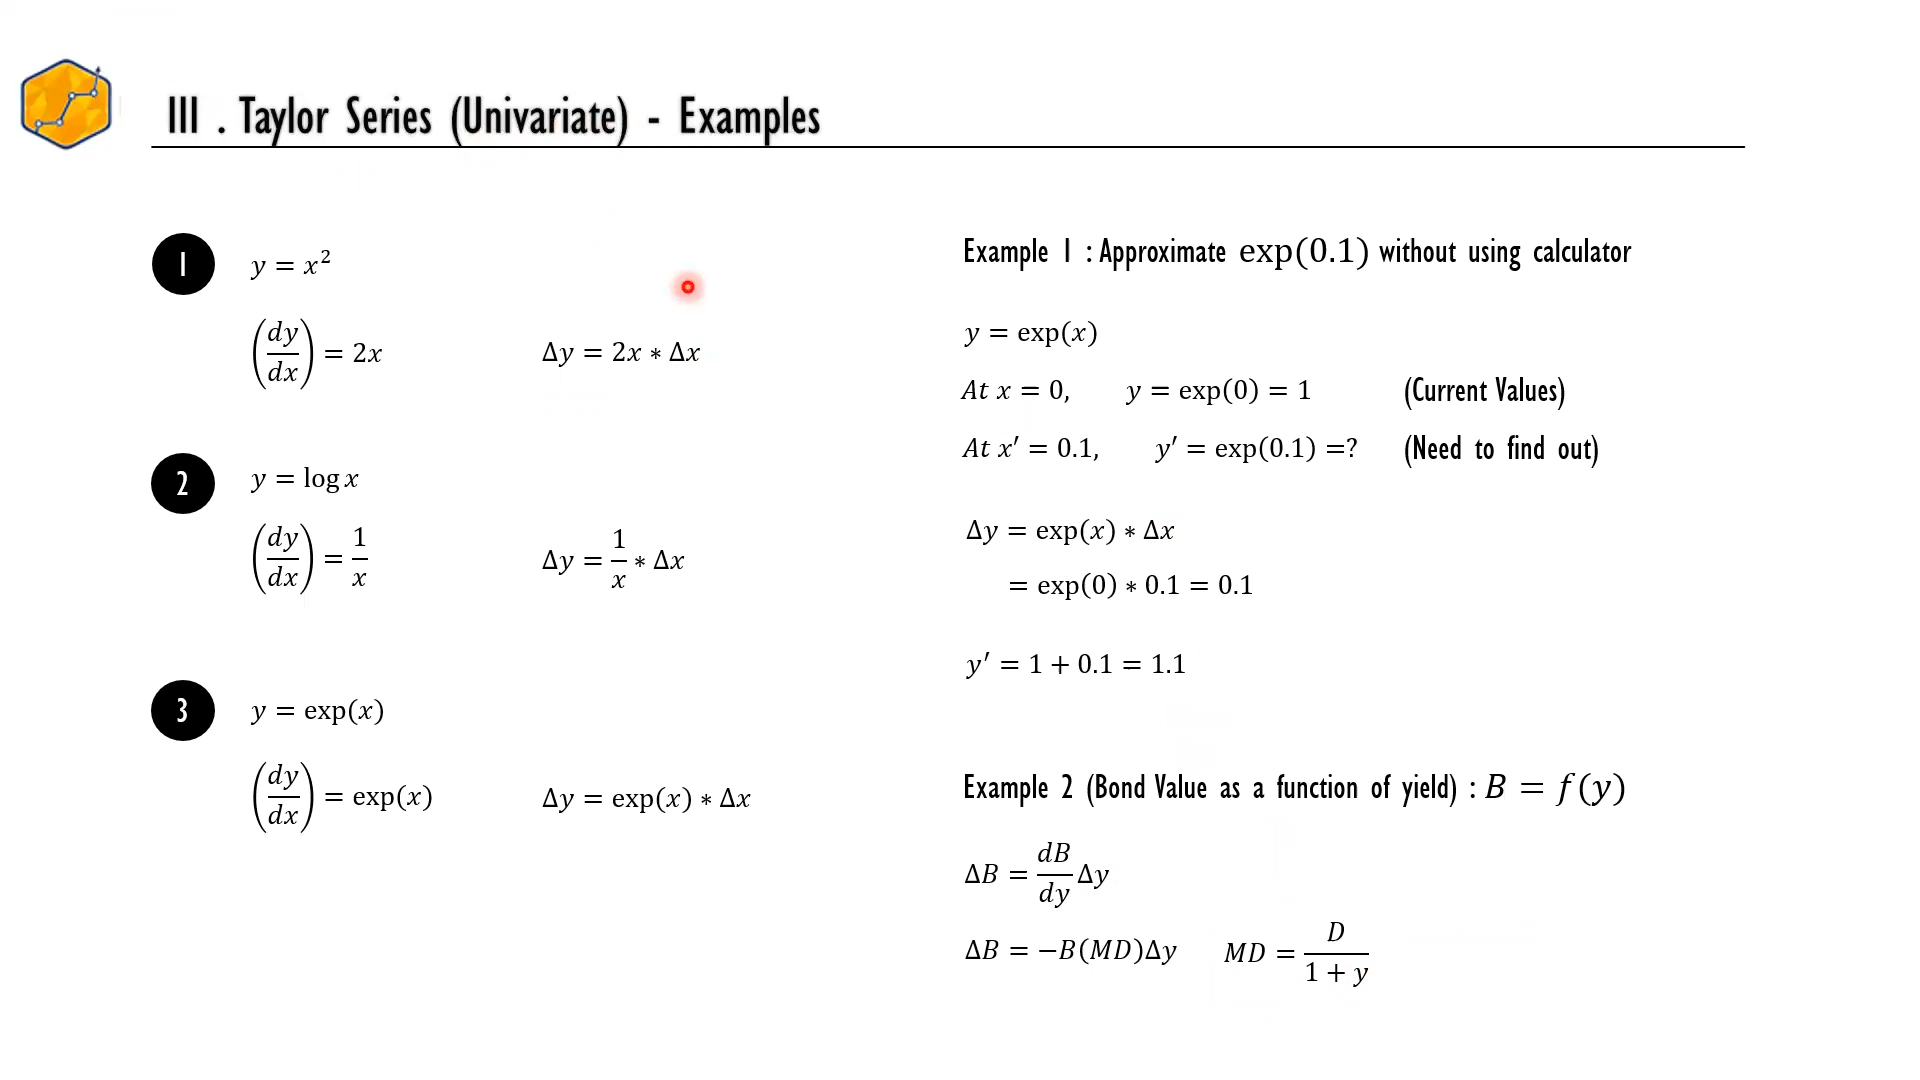 III . Taylor Series (Univariate) - Examples
1
y = x²
(dy/dx) = 2x
Δy = 2x ∗ Δx
2
y = log x
(dy/dx) = 1/x
Δy = 1/x ∗ Δx
3
y = exp(x)
(dy/dx) = exp(x)
Δy = exp(x) ∗ Δx
Example 1 : Approximate exp(0.1) without using calculator
y = exp(x)
At x = 0, y = exp(0) = 1 (Current Values)
At x′ = 0.1, y′ = exp(0.1) =? (Need to find out)
Δy = exp(x) ∗ Δx
= exp(0) ∗ 0.1 = 0.1
y′ = 1 + 0.1 = 1.1
Example 2 (Bond Value as a function of yield) : B = f(y)
ΔB = dB/dy Δy
ΔB = −B(MD)Δy MD = D/1 + y